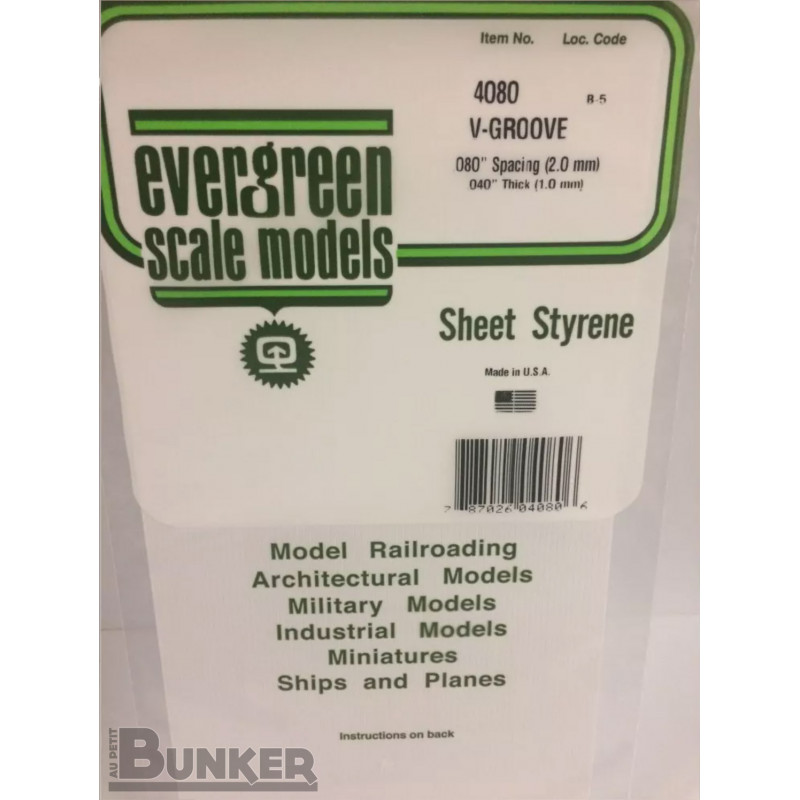 Item No. Loc. Code
4080 B-5
V-GROOVE
.080" Spacing (2.0 mm)
.040" Thick (1.0 mm)
evergreen
scale models
Sheet Styrene
Made in U.S.A.
7 87026 04080 6
Model Railroading
Architectural Models
Military Models
Industrial Models
Miniatures
Ships and Planes
Instructions on back
AU PETIT
BUNKER